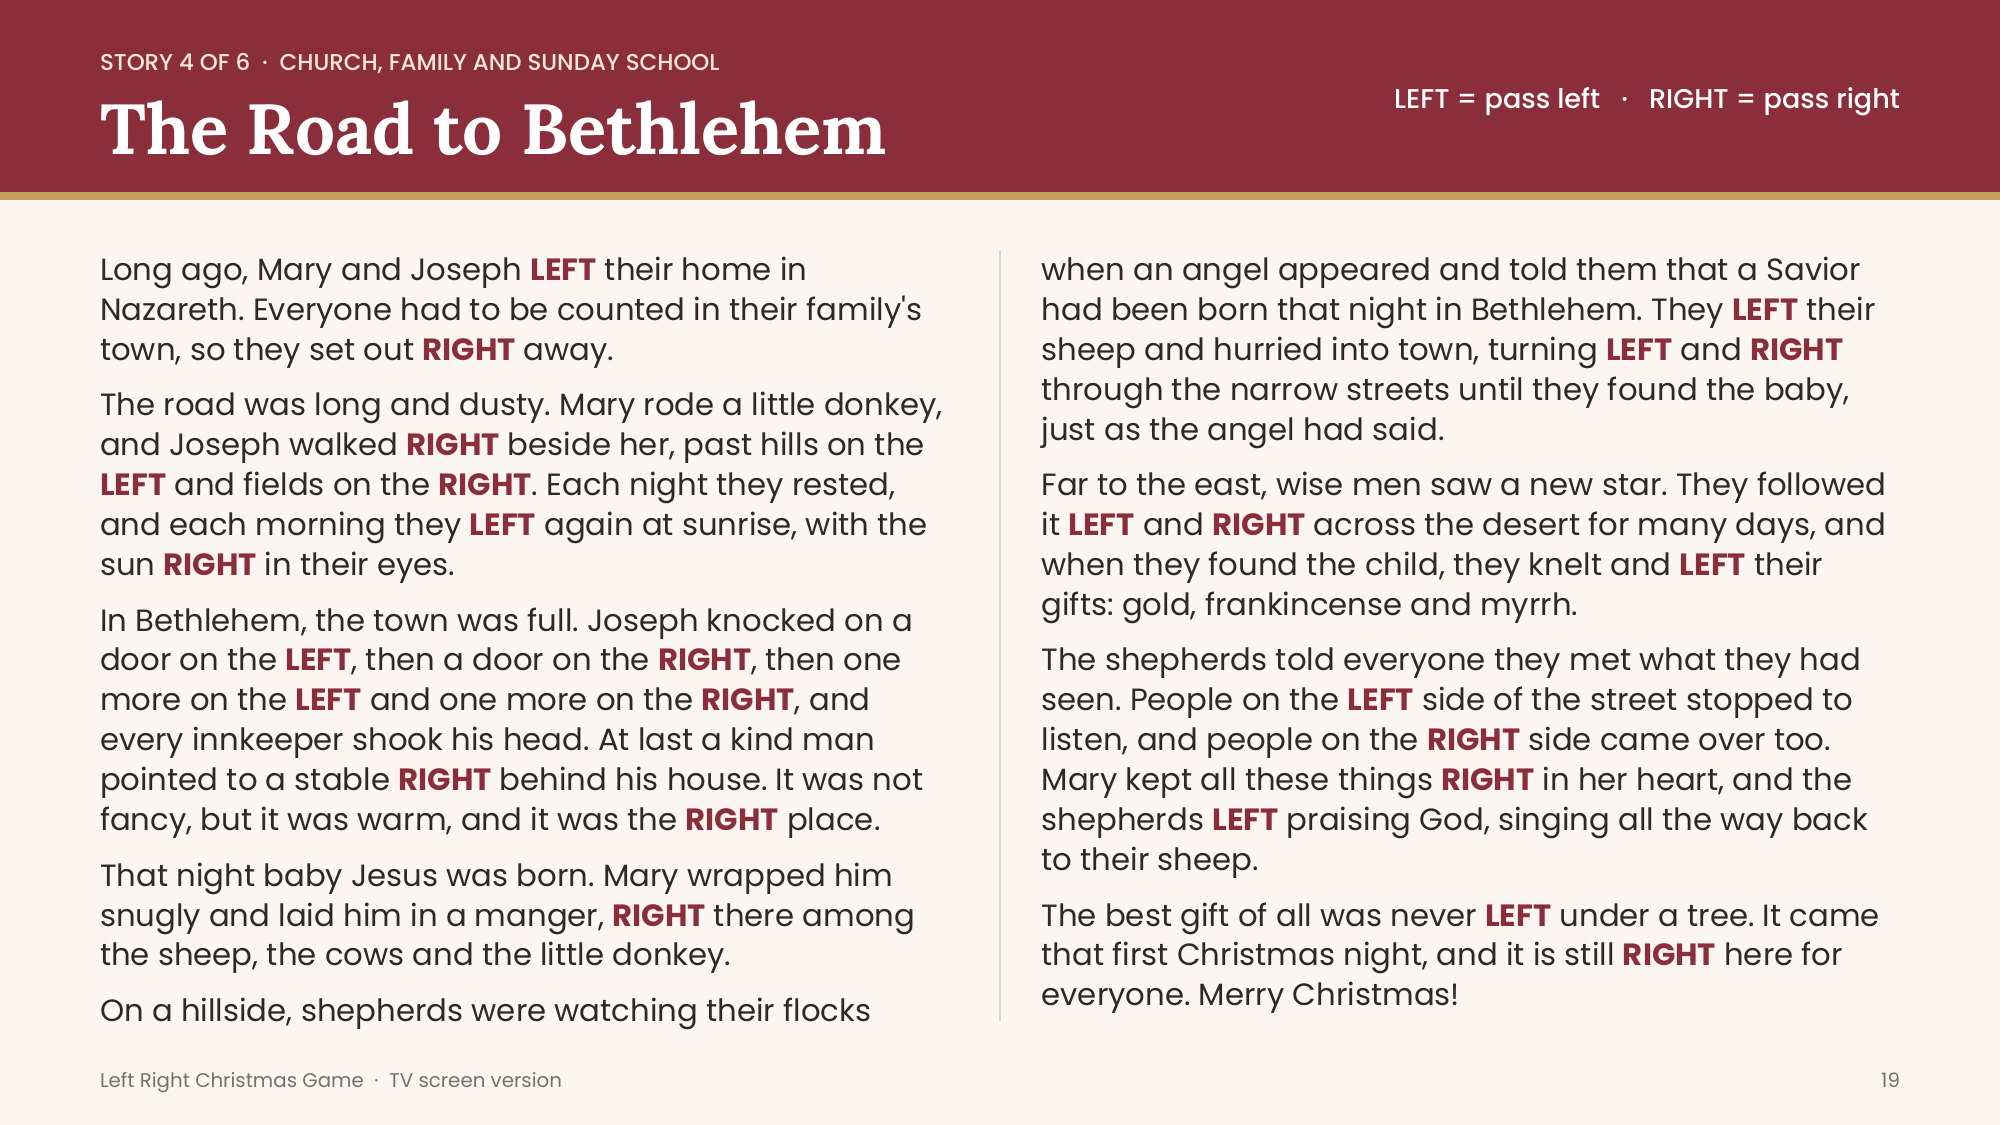 STORY 4 OF 6 · CHURCH, FAMILY AND SUNDAY SCHOOL
The Road to Bethlehem
LEFT = pass left · RIGHT = pass right
Long ago, Mary and Joseph LEFT their home in
Nazareth. Everyone had to be counted in their family's
town, so they set out RIGHT away.
The road was long and dusty. Mary rode a little donkey,
and Joseph walked RIGHT beside her, past hills on the
LEFT and fields on the RIGHT. Each night they rested,
and each morning they LEFT again at sunrise, with the
sun RIGHT in their eyes.
In Bethlehem, the town was full. Joseph knocked on a
door on the LEFT, then a door on the RIGHT, then one
more on the LEFT and one more on the RIGHT, and
every innkeeper shook his head. At last a kind man
pointed to a stable RIGHT behind his house. It was not
fancy, but it was warm, and it was the RIGHT place.
That night baby Jesus was born. Mary wrapped him
snugly and laid him in a manger, RIGHT there among
the sheep, the cows and the little donkey.
On a hillside, shepherds were watching their flocks
when an angel appeared and told them that a Savior
had been born that night in Bethlehem. They LEFT their
sheep and hurried into town, turning LEFT and RIGHT
through the narrow streets until they found the baby,
just as the angel had said.
Far to the east, wise men saw a new star. They followed
it LEFT and RIGHT across the desert for many days, and
when they found the child, they knelt and LEFT their
gifts: gold, frankincense and myrrh.
The shepherds told everyone they met what they had
seen. People on the LEFT side of the street stopped to
listen, and people on the RIGHT side came over too.
Mary kept all these things RIGHT in her heart, and the
shepherds LEFT praising God, singing all the way back
to their sheep.
The best gift of all was never LEFT under a tree. It came
that first Christmas night, and it is still RIGHT here for
everyone. Merry Christmas!
Left Right Christmas Game · TV screen version
19